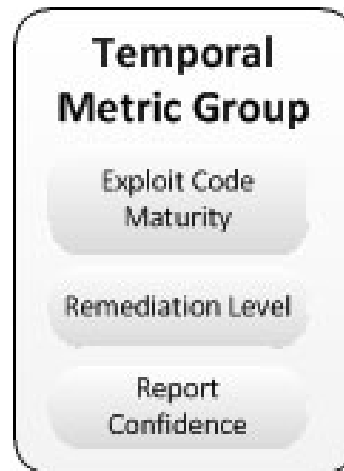 Temporal
Metric Group
Exploit Code
Maturity
Remediation Level
Report
Confidence